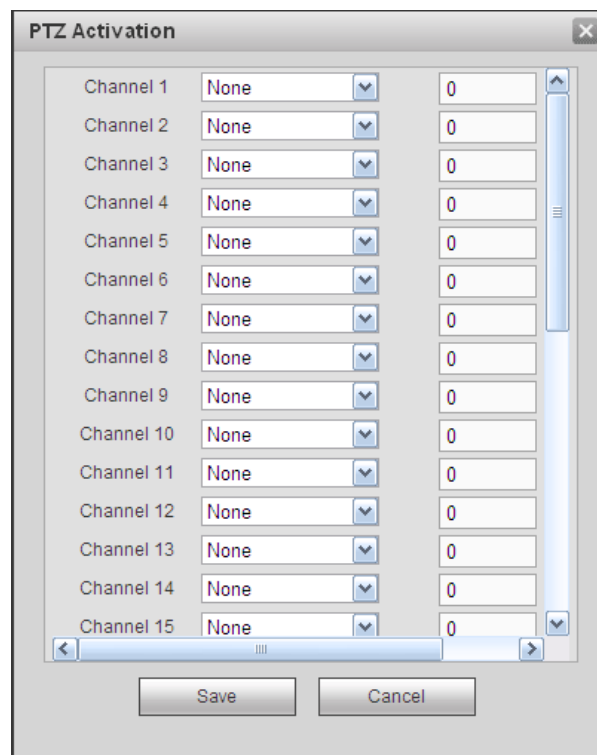 PTZ Activation
Channel 1 None 0
Channel 2 None 0
Channel 3 None 0
Channel 4 None 0
Channel 5 None 0
Channel 6 None 0
Channel 7 None 0
Channel 8 None 0
Channel 9 None 0
Channel 10 None 0
Channel 11 None 0
Channel 12 None 0
Channel 13 None 0
Channel 14 None 0
Channel 15 None 0
Save Cancel